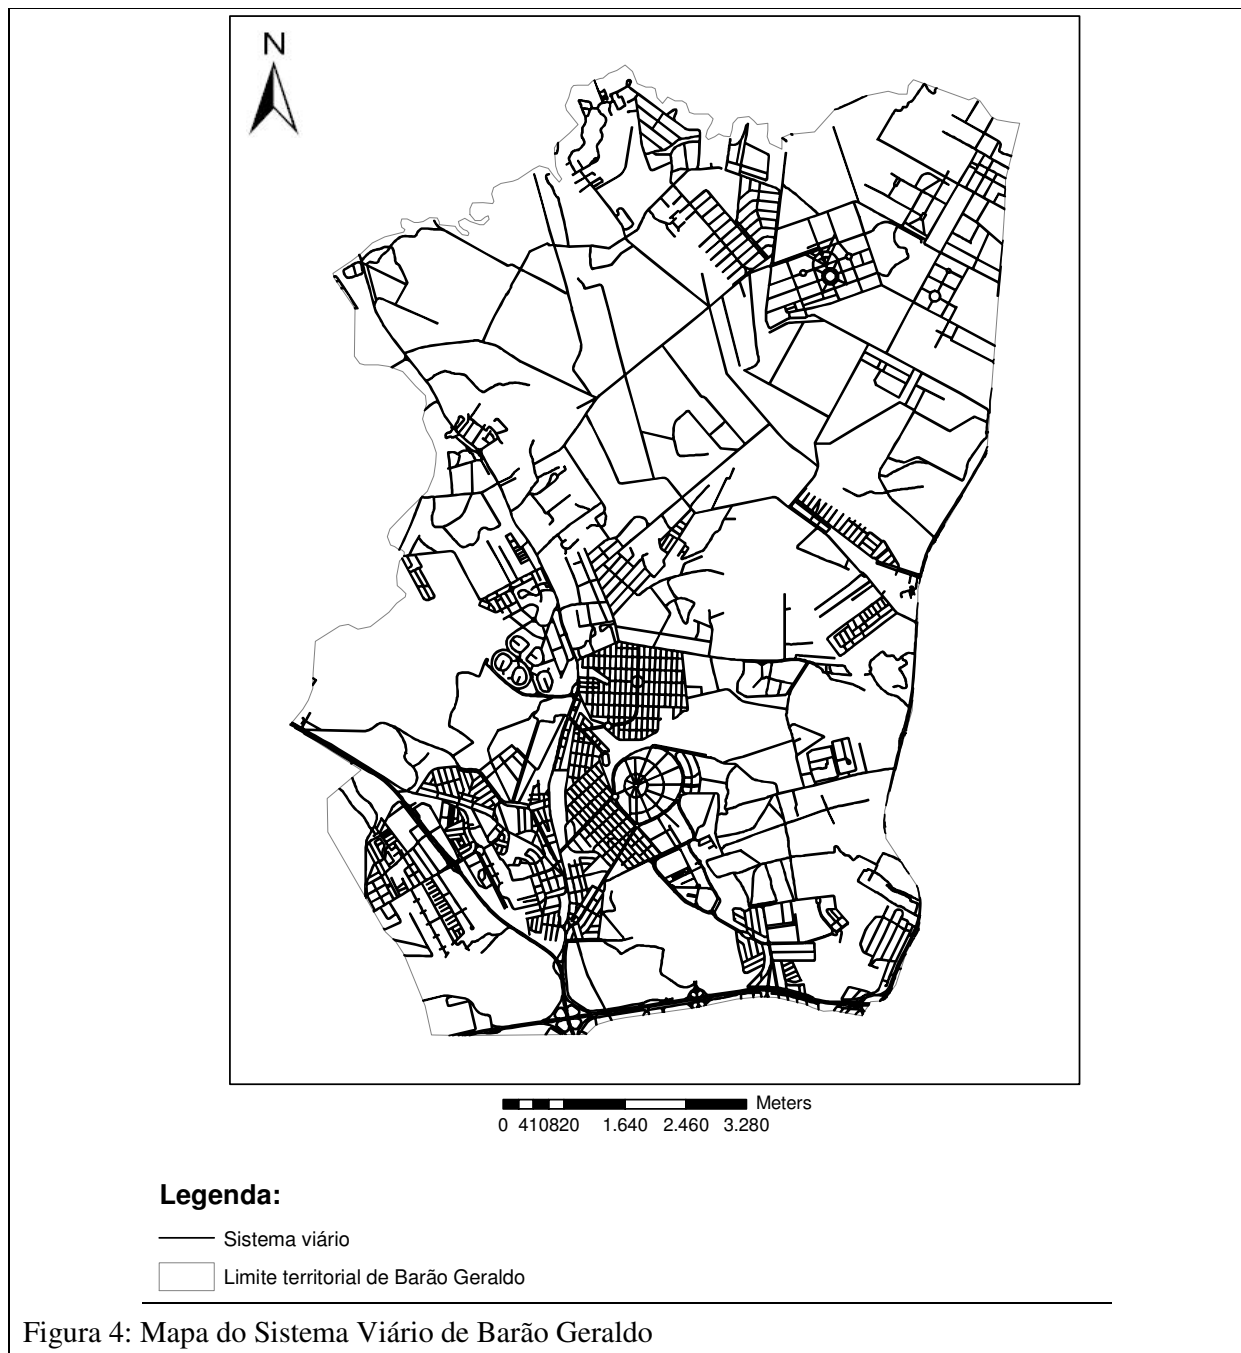 N
Meters
0 410820 1.640 2.460 3.280
Legenda:
Sistema viário
Limite territorial de Barão Geraldo
Figura 4: Mapa do Sistema Viário de Barão Geraldo